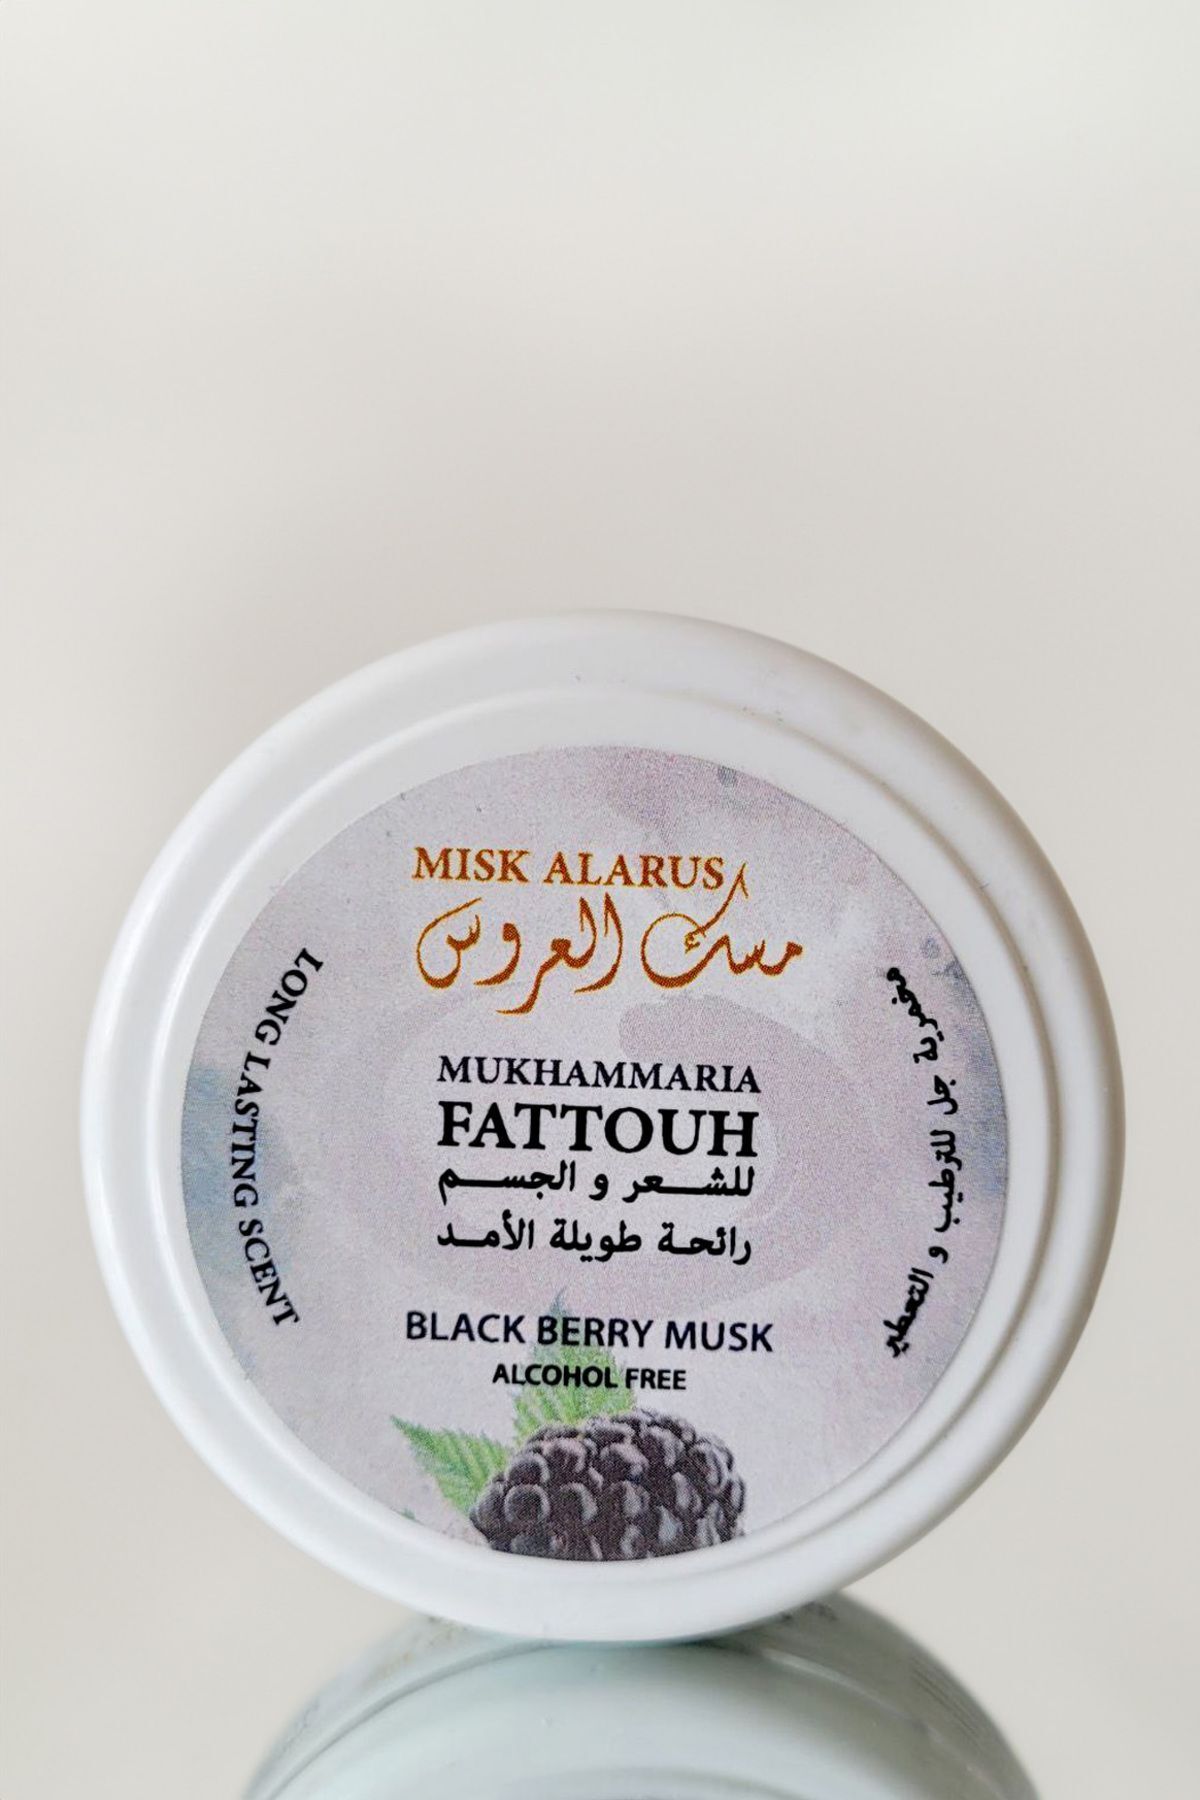 MISK ALARUS
مسك العروس
LONG LASTING SCENT
مخمرية جل للترطيب و التعطير
MUKHAMMARIA
FATTOUH
للشعر و الجسم
رائحة طويلة الأمد
BLACK BERRY MUSK
ALCOHOL FREE